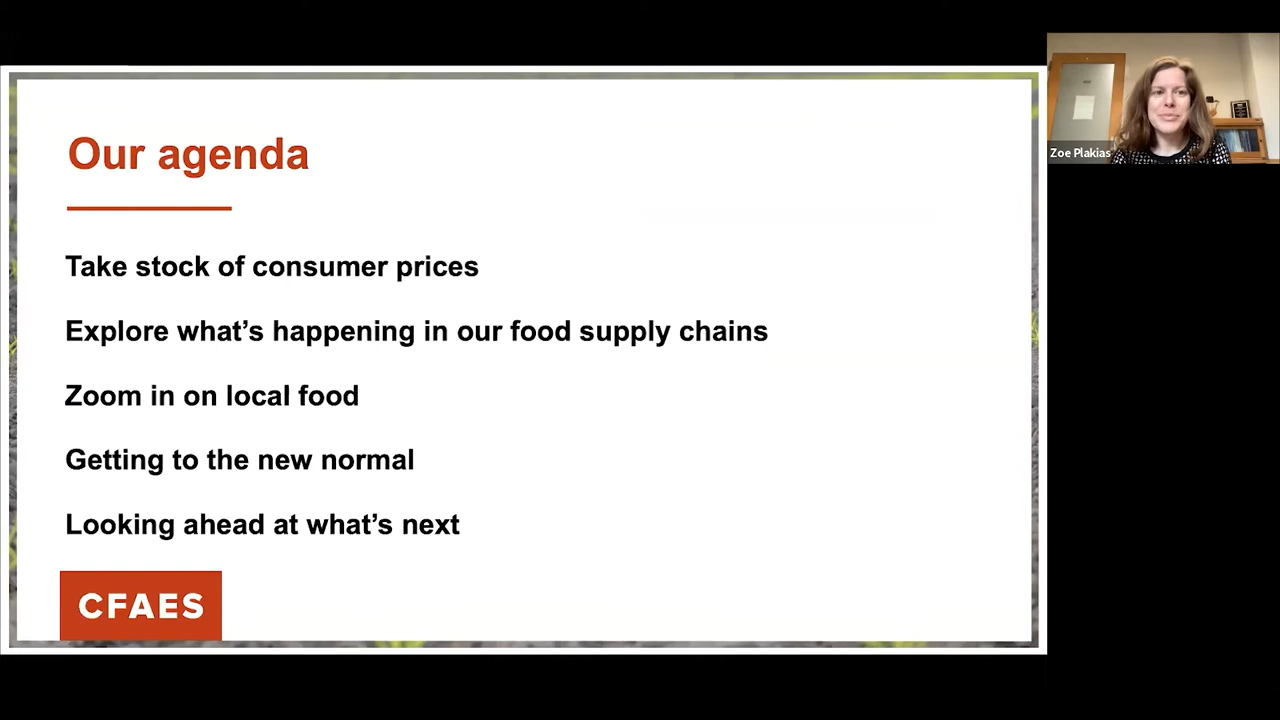 Our agenda
Take stock of consumer prices
Explore what’s happening in our food supply chains
Zoom in on local food
Getting to the new normal
Looking ahead at what’s next
CFAES
Zoe Plakias